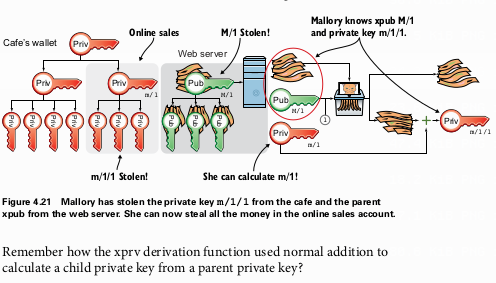 Mallory knows xpub M/1
and private key m/1/1.
Online sales
M/1 Stolen!
Cafe's wallet
Priv
Web server
Priv
Priv
m/1
Pub
M/1
Pub
M/1
Priv
Priv
Priv
Priv
Priv
Priv
Priv
Priv
Pub
Pub
Pub
1
Priv
m/1/1
+
Priv
m/1
m/1/1 Stolen!
She can calculate m/1!
Figure 4.21 Mallory has stolen the private key m/1/1 from the cafe and the parent
xpub from the web server. She can now steal all the money in the online sales account.
Remember how the xprv derivation function used normal addition to
calculate a child private key from a parent private key?